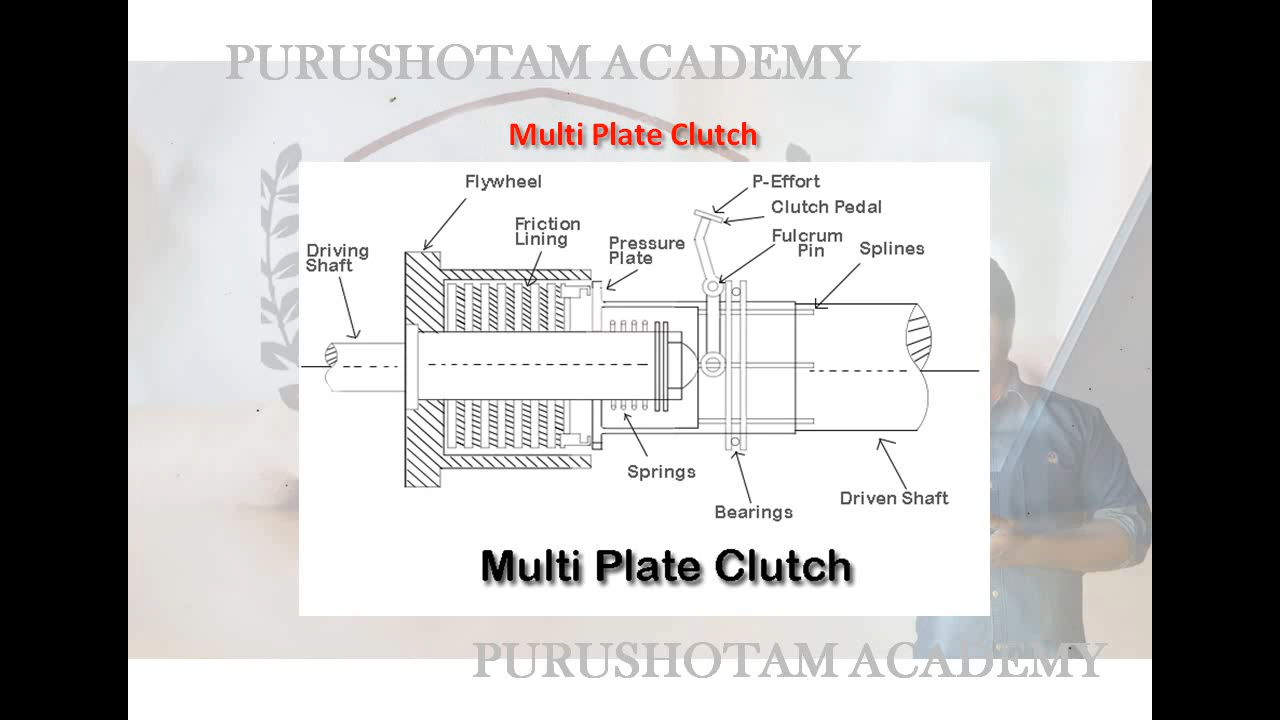 PURUSHOTAM ACADEMY
Multi Plate Clutch
Flywheel
P-Effort
Clutch Pedal
Friction
Lining
Pressure
Plate
Fulcrum
Pin
Splines
Driving
Shaft
Springs
Bearings
Driven Shaft
Multi Plate Clutch
PURUSHOTAM ACADEMY